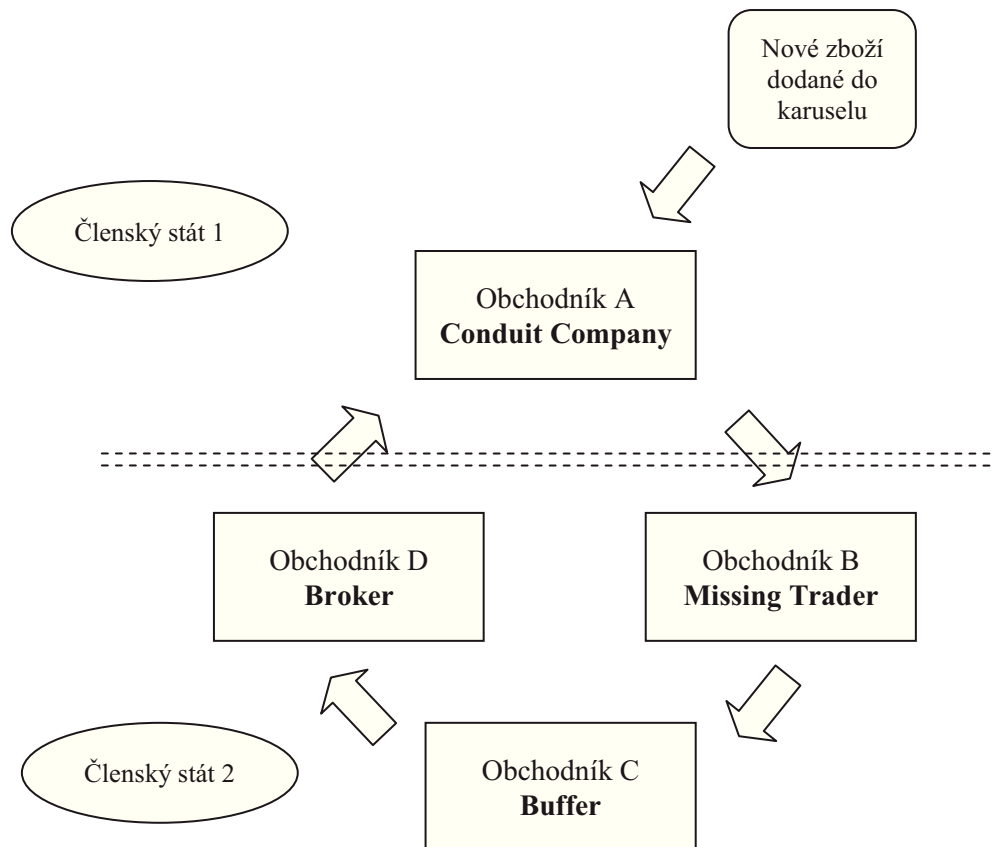 Nové zboží
dodané do
karuselu
Členský stát 1
Obchodník A
Conduit Company
Obchodník D
Broker
Obchodník B
Missing Trader
Členský stát 2
Obchodník C
Buffer